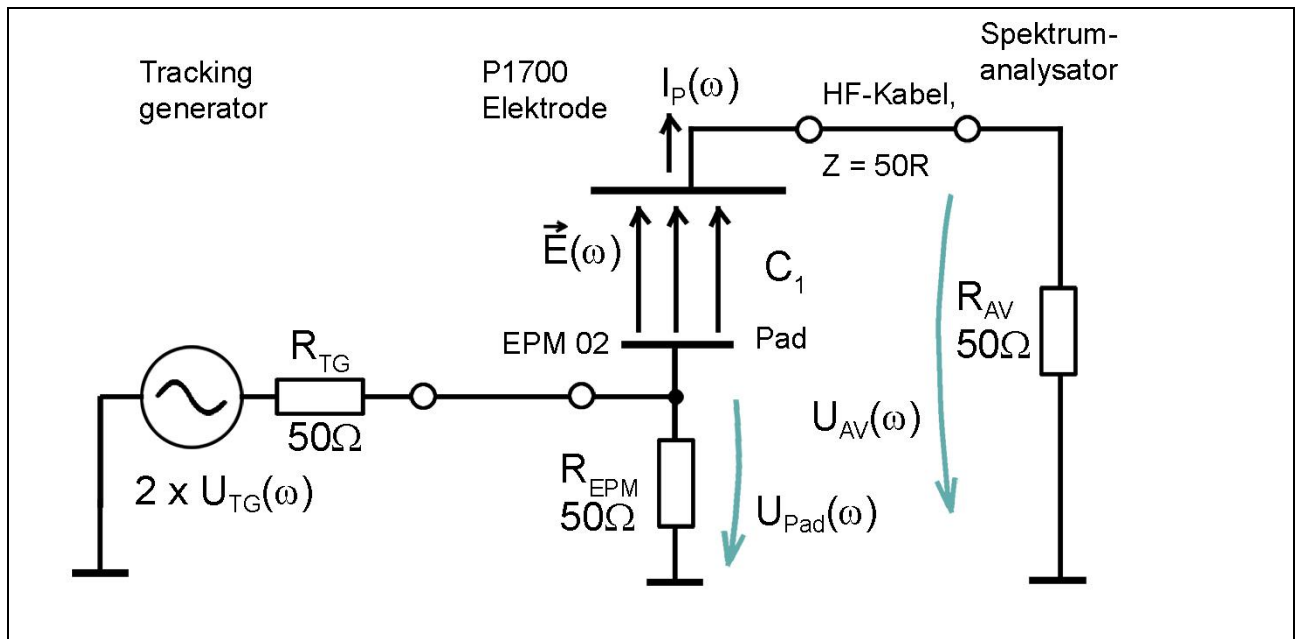 Tracking
generator
P1700
Elektrode
I_P(ω)
HF-Kabel,
Z = 50R
Spektrum-
analysator
E(ω)
C₁
EPM 02
Pad
R_TG
50Ω
2 x U_TG(ω)
R_EPM
50Ω
U_Pad(ω)
U_AV(ω)
R_AV
50Ω